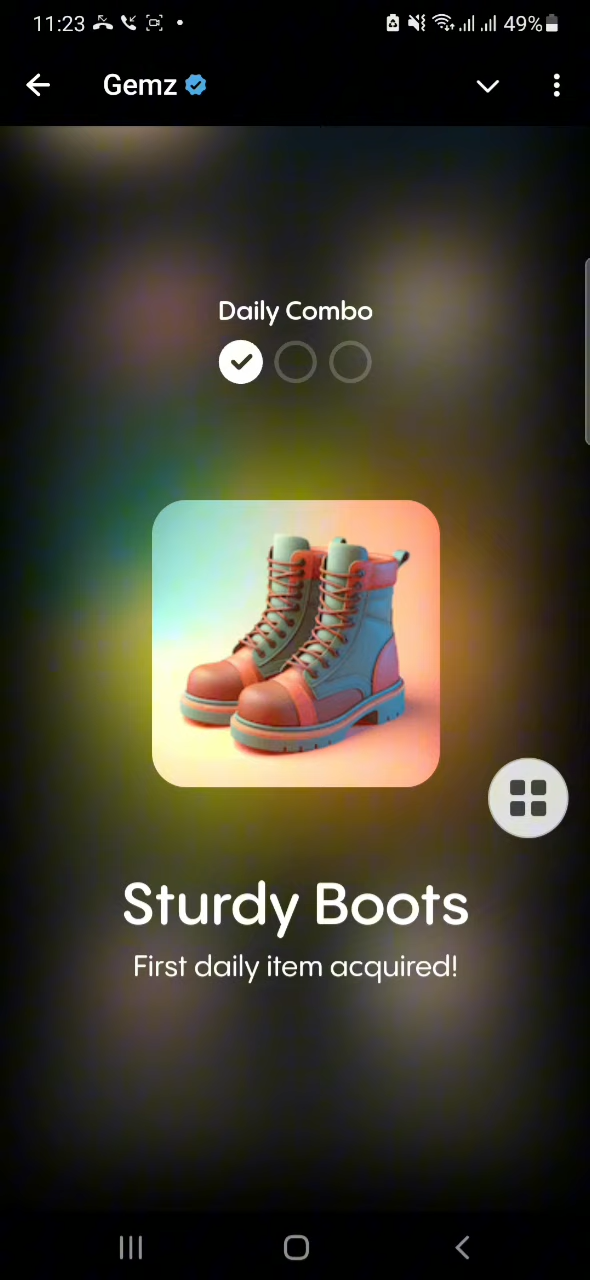 11:23
49%
Gemz
Daily Combo
Sturdy Boots
First daily item acquired!